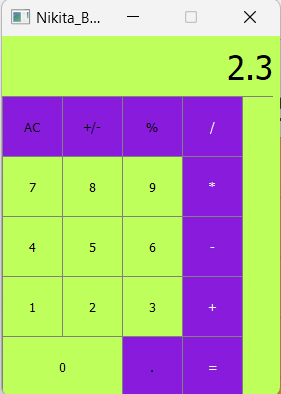 Nikita_B...
2.3
AC +/- % /
7 8 9 *
4 5 6 -
1 2 3 +
0 . =